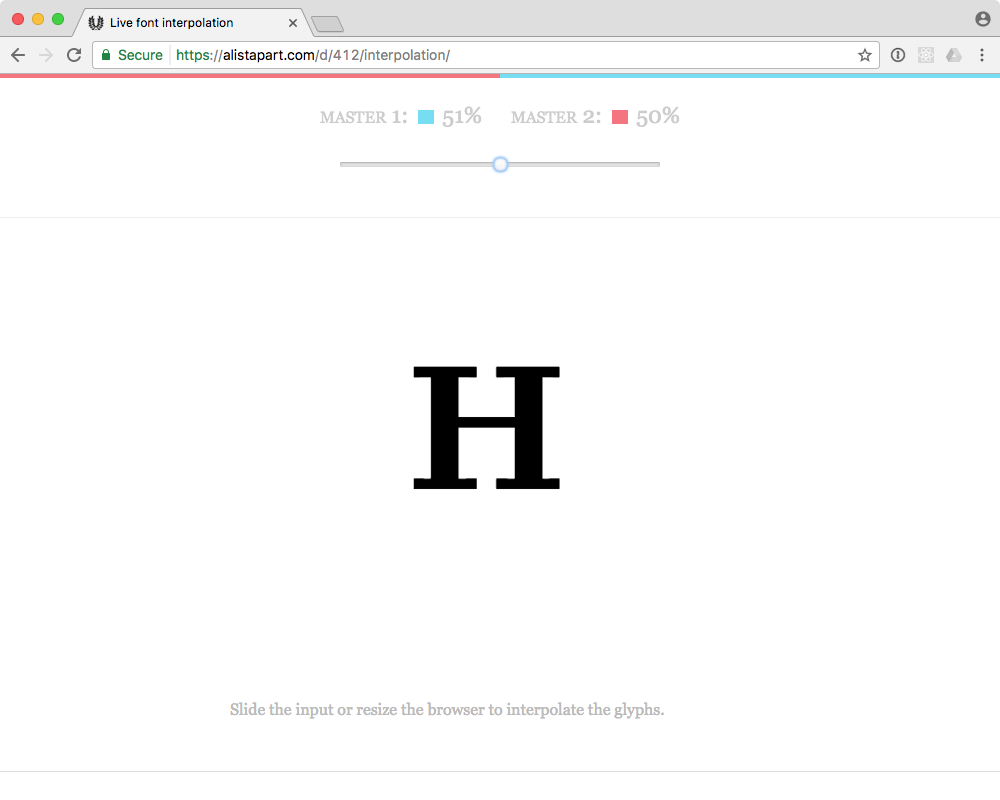 Live font interpolation
Secure https://alistapart.com/d/412/interpolation/
MASTER 1: 51% MASTER 2: 50%
H
Slide the input or resize the browser to interpolate the glyphs.